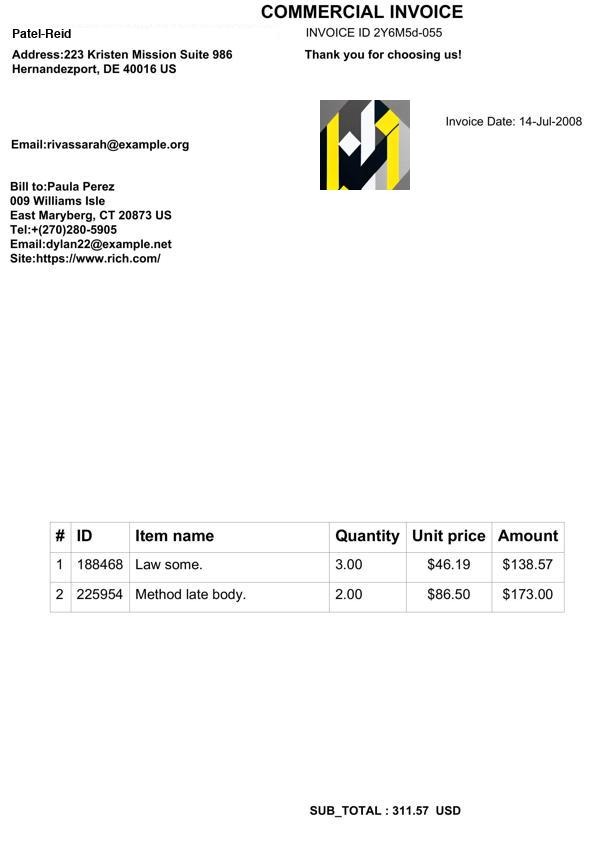 COMMERCIAL INVOICE
Patel-Reid
INVOICE ID 2Y6M5d-055
Address:223 Kristen Mission Suite 986
Hernandezport, DE 40016 US
Thank you for choosing us!
Invoice Date: 14-Jul-2008
Email:rivassarah@example.org
Bill to:Paula Perez
009 Williams Isle
East Maryberg, CT 20873 US
Tel:+(270)280-5905
Email:dylan22@example.net
Site:https://www.rich.com/
# ID Item name Quantity Unit price Amount
1 188468 Law some. 3.00 $46.19 $138.57
2 225954 Method late body. 2.00 $86.50 $173.00
SUB_TOTAL : 311.57 USD